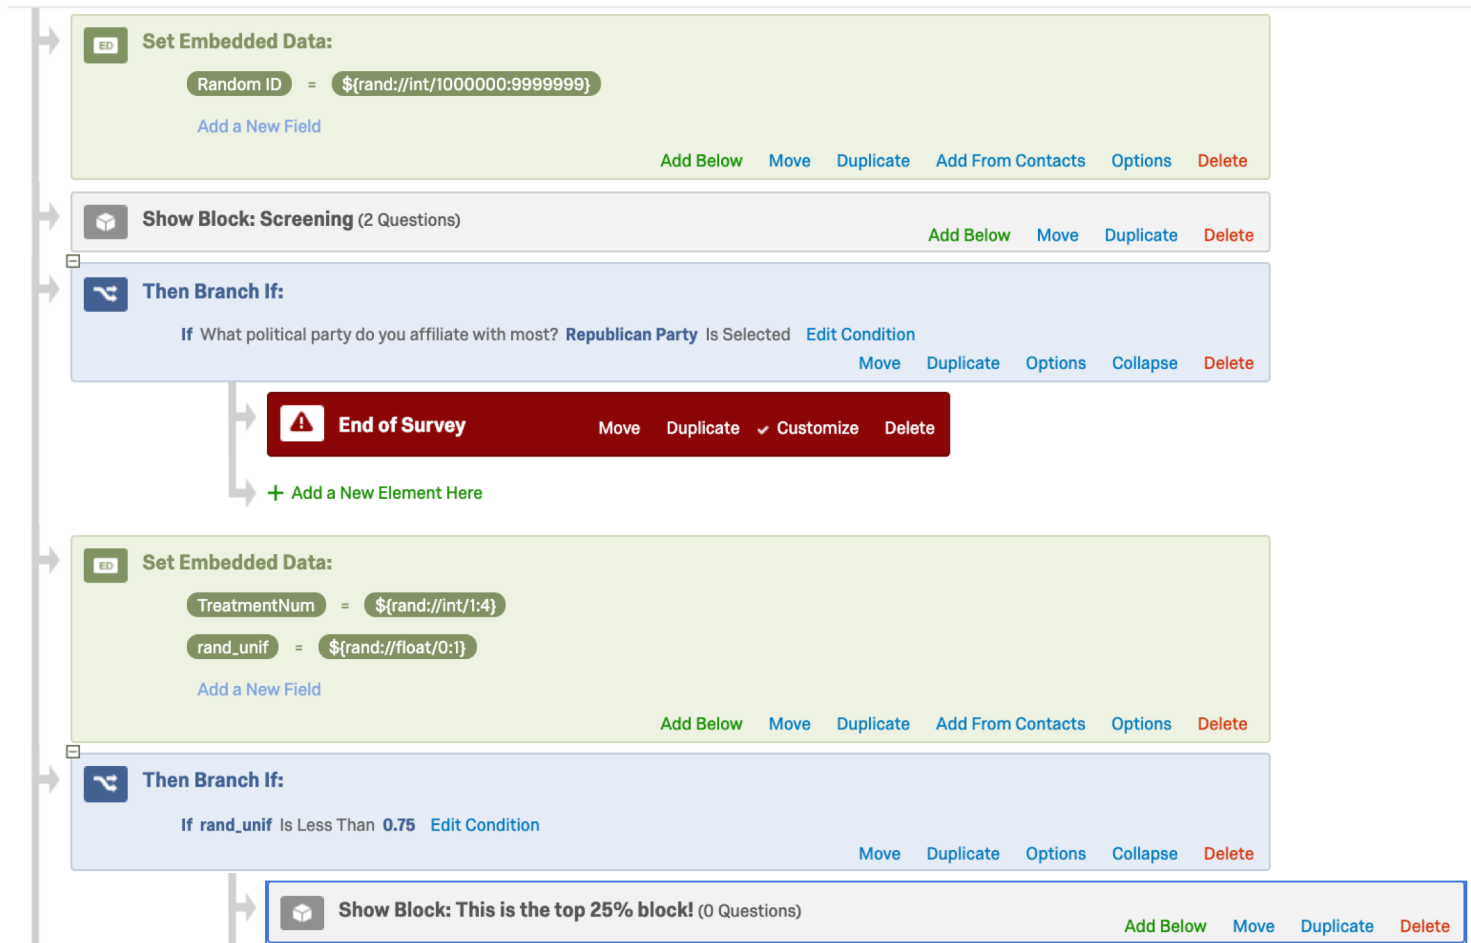 ED Set Embedded Data:
Random ID = ${rand://int/1000000:9999999}
Add a New Field
Add Below Move Duplicate Add From Contacts Options Delete
Show Block: Screening (2 Questions)
Add Below Move Duplicate Delete
Then Branch If:
If What political party do you affiliate with most? Republican Party Is Selected Edit Condition
Move Duplicate Options Collapse Delete
End of Survey Move Duplicate Customize Delete
+ Add a New Element Here
ED Set Embedded Data:
TreatmentNum = ${rand://int/1:4}
rand_unif = ${rand://float/0:1}
Add a New Field
Add Below Move Duplicate Add From Contacts Options Delete
Then Branch If:
If rand_unif Is Less Than 0.75 Edit Condition
Move Duplicate Options Collapse Delete
Show Block: This is the top 25% block! (0 Questions)
Add Below Move Duplicate Delete